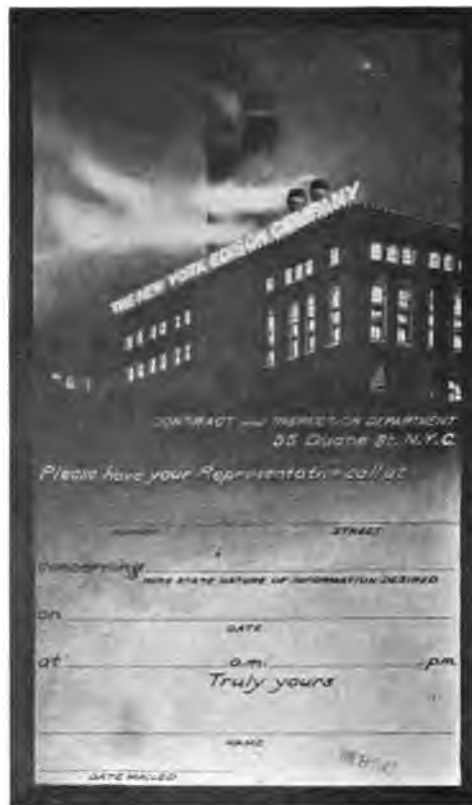 THE NEW YORK EDISON COMPANY
CONTRACT and INSPECTION DEPARTMENT
55 Duane St. N.Y.C.
Please have your Representative call at
STREET
concerning
HERE STATE NATURE OF INFORMATION DESIRED
on
DATE
at a.m. p.m.
Truly yours
NAME
DATE MAILED